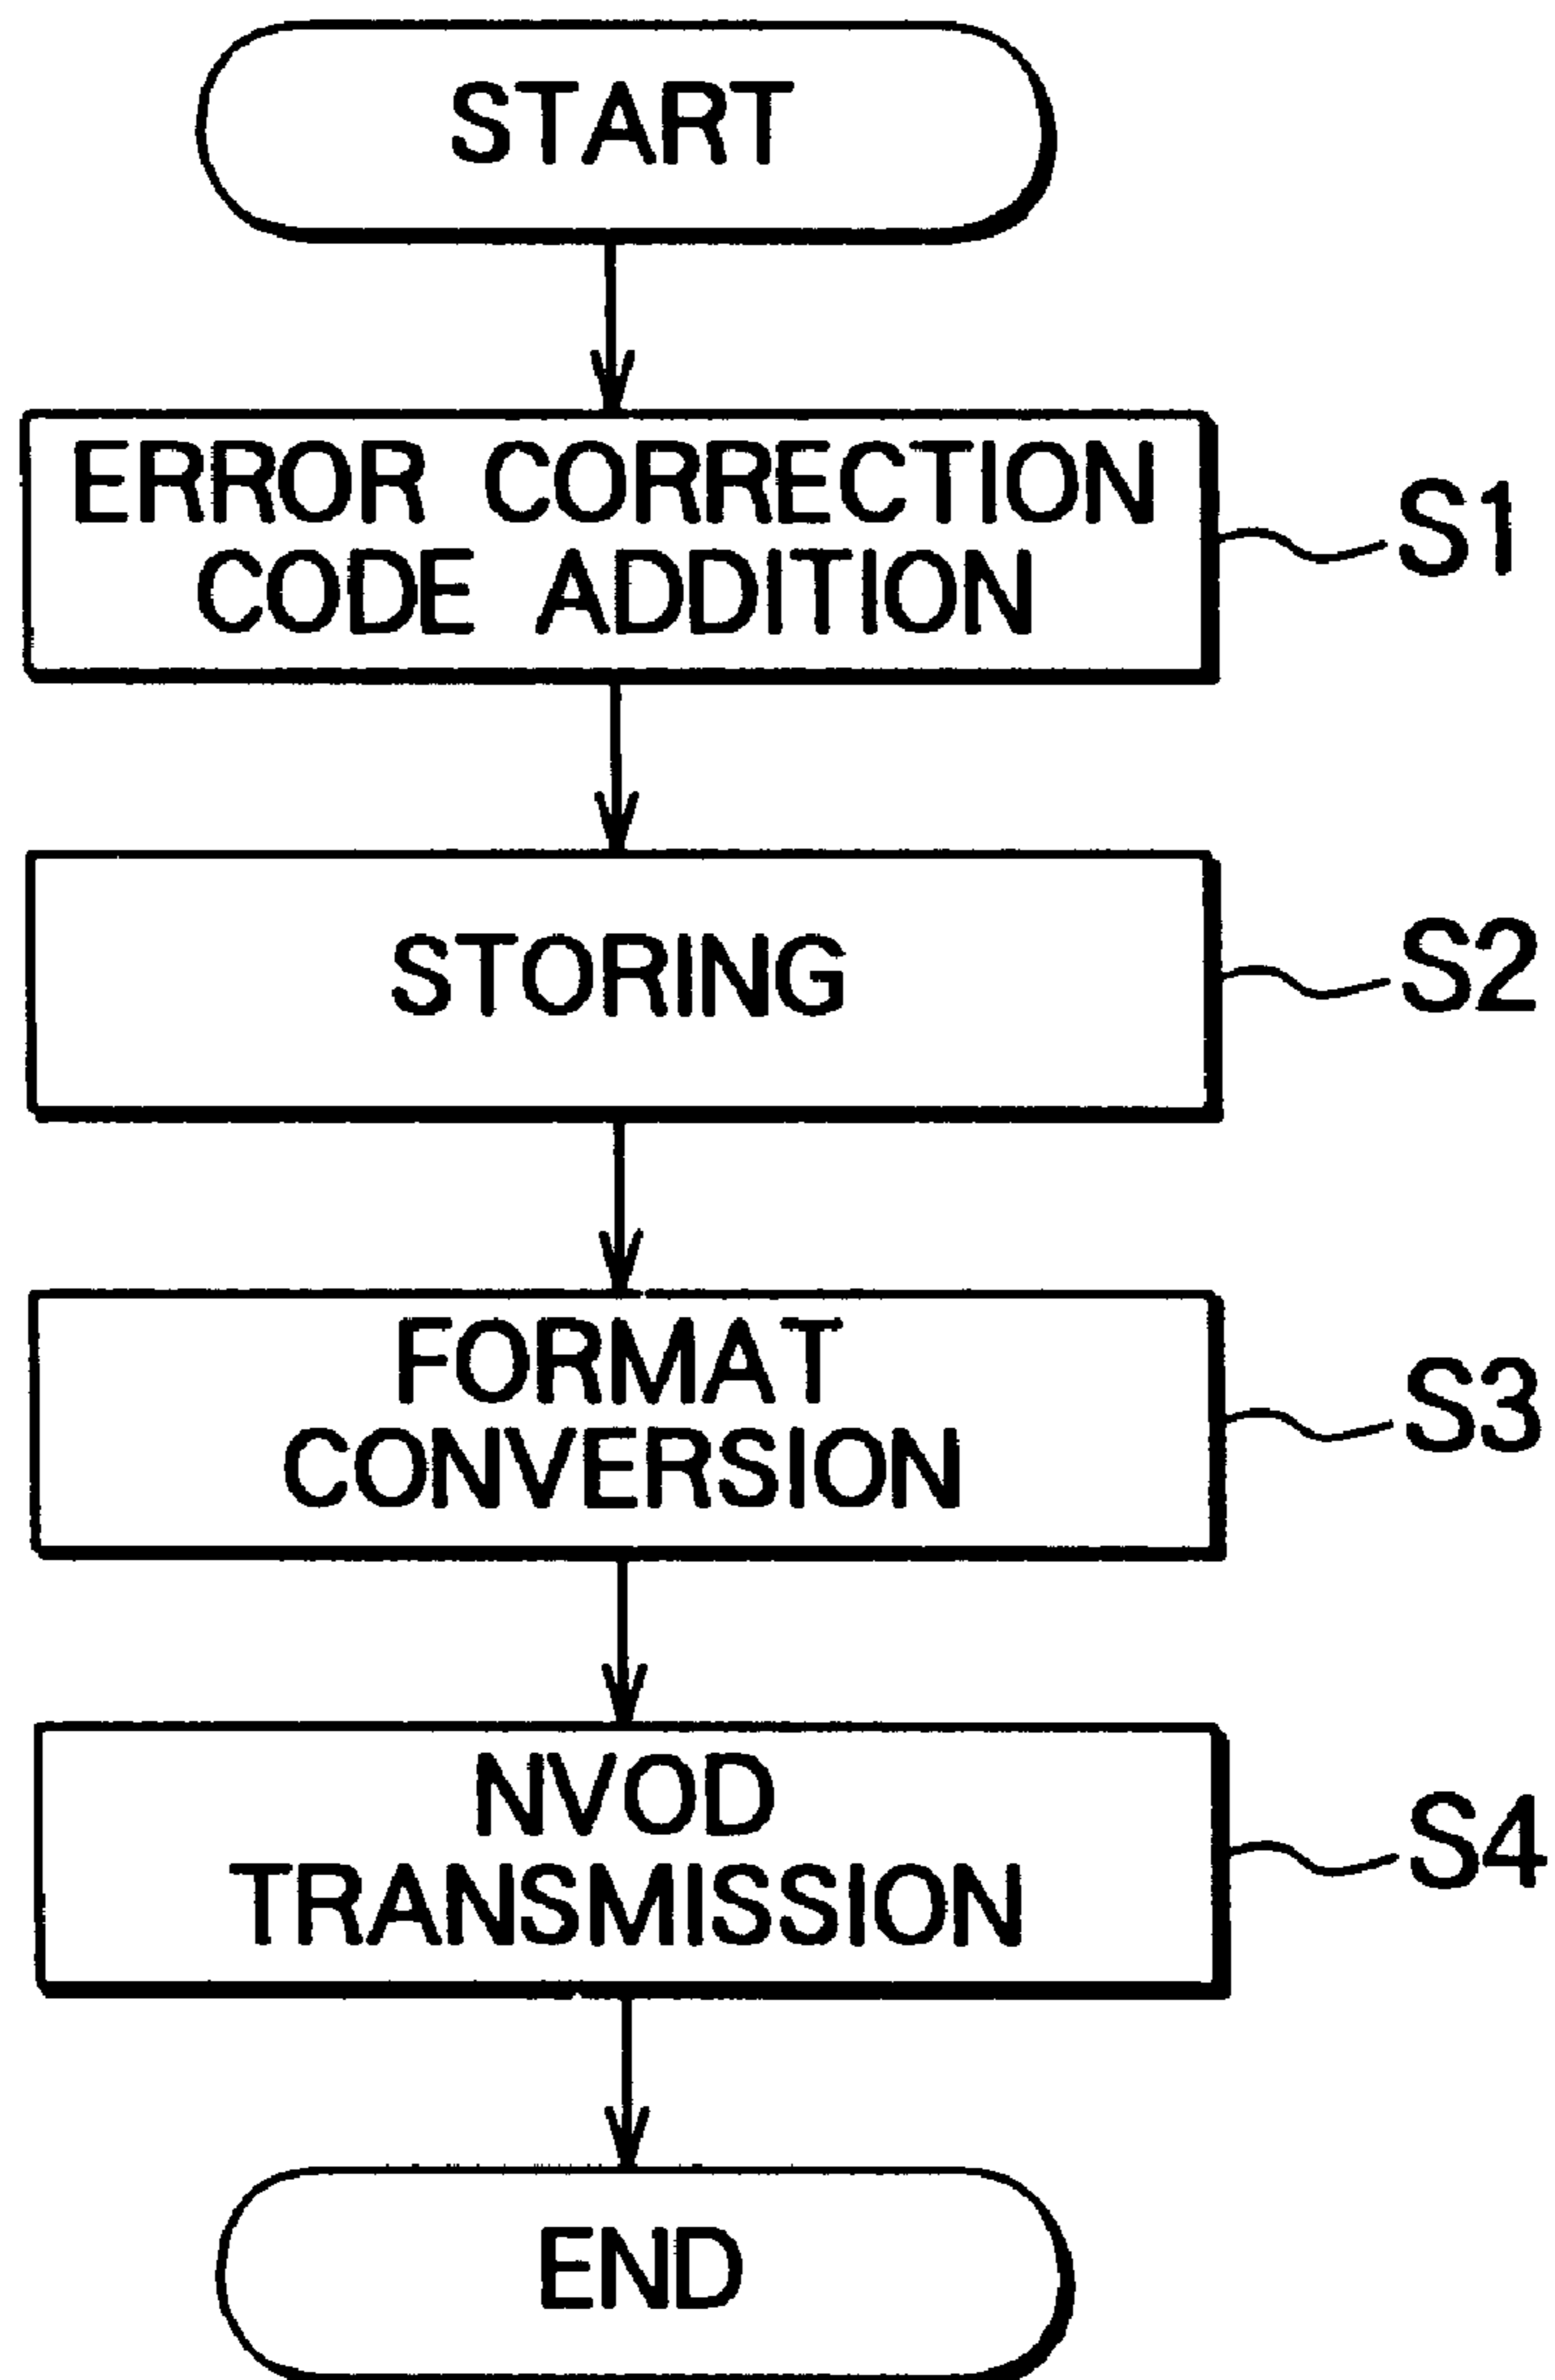 START
ERROR CORRECTION
CODE ADDITION
S1
STORING
S2
FORMAT
CONVERSION
S3
NVOD
TRANSMISSION
S4
END